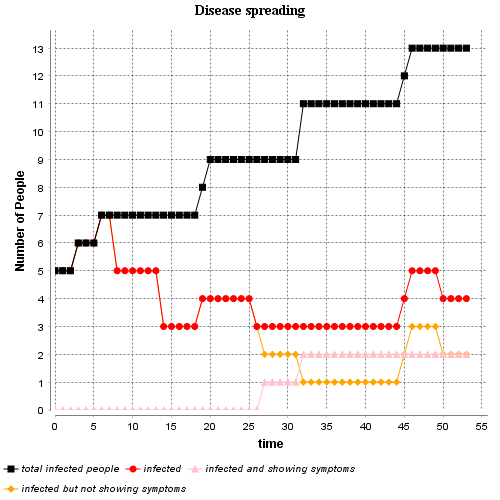 Disease spreading
Number of People
13
12
11
10
9
8
7
6
5
4
3
2
1
0
0 5 10 15 20 25 30 35 40 45 50 55
time
total infected people infected infected and showing symptoms
infected but not showing symptoms